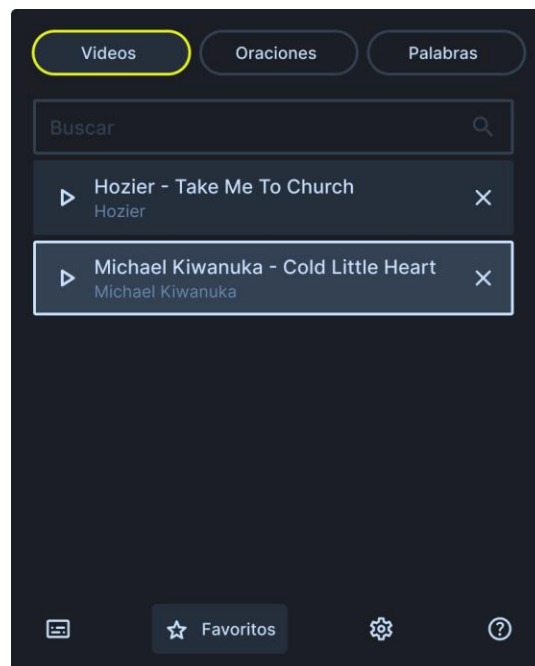 Videos Oraciones Palabras
Buscar
Hozier - Take Me To Church
Hozier
Michael Kiwanuka - Cold Little Heart
Michael Kiwanuka
Favoritos